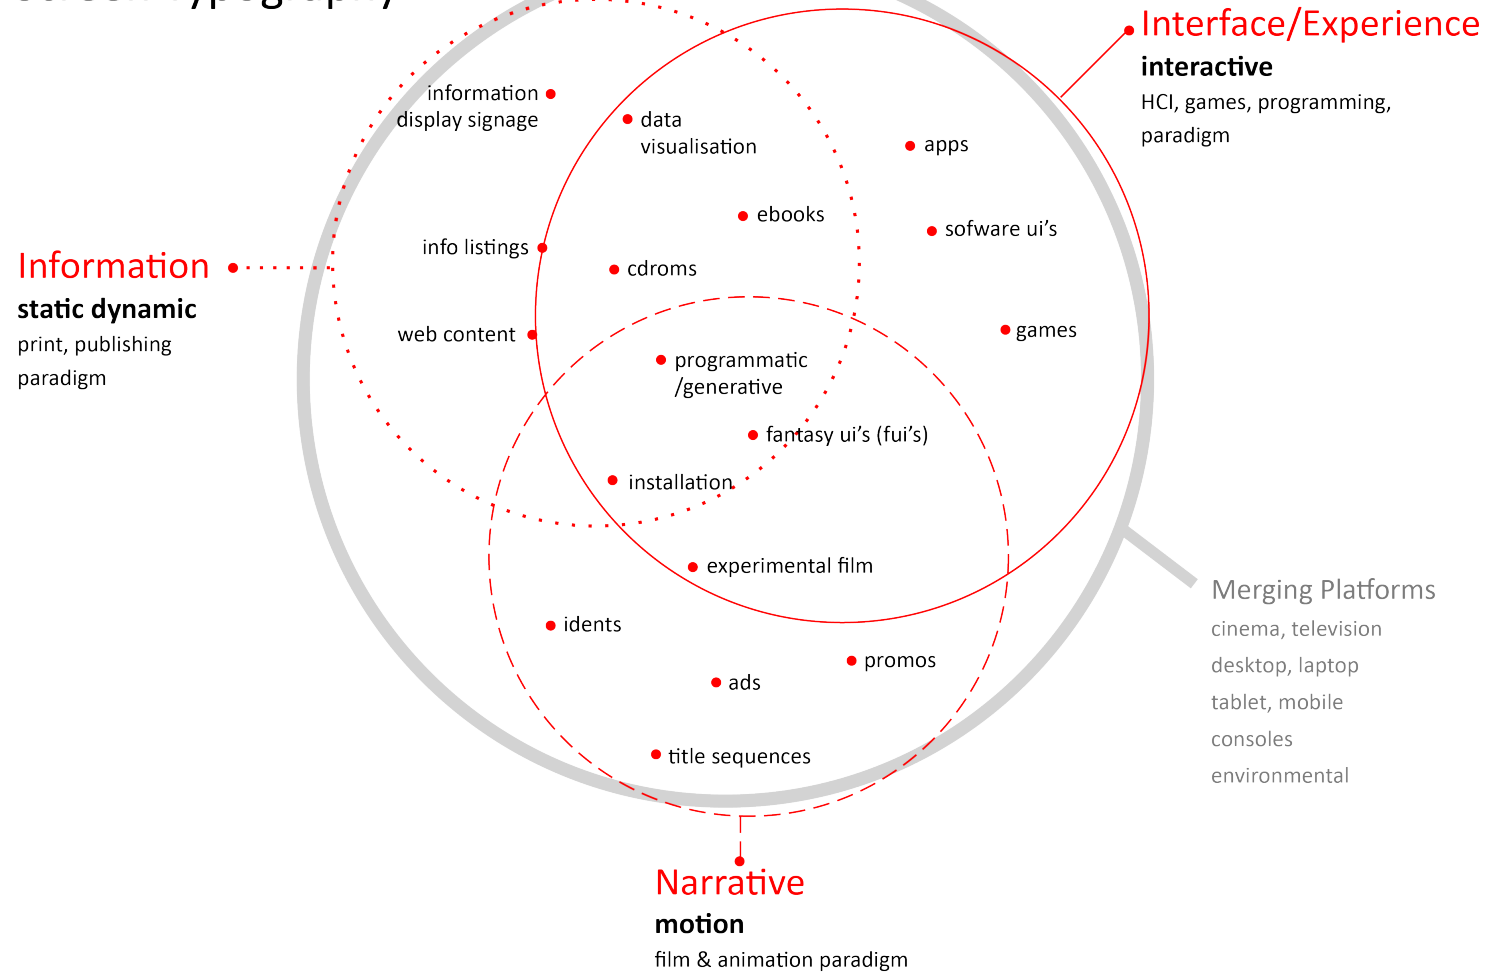 Screen Typography
Interface/Experience
interactive
HCI, games, programming,
paradigm
information
display signage
data
visualisation
apps
ebooks
sofware ui's
info listings
cdroms
Information
static dynamic
print, publishing
paradigm
web content
games
programmatic
/generative
fantasy ui's (fui's)
installation
experimental film
Merging Platforms
cinema, television
desktop, laptop
tablet, mobile
consoles
environmental
idents
promos
ads
title sequences
Narrative
motion
film & animation paradigm